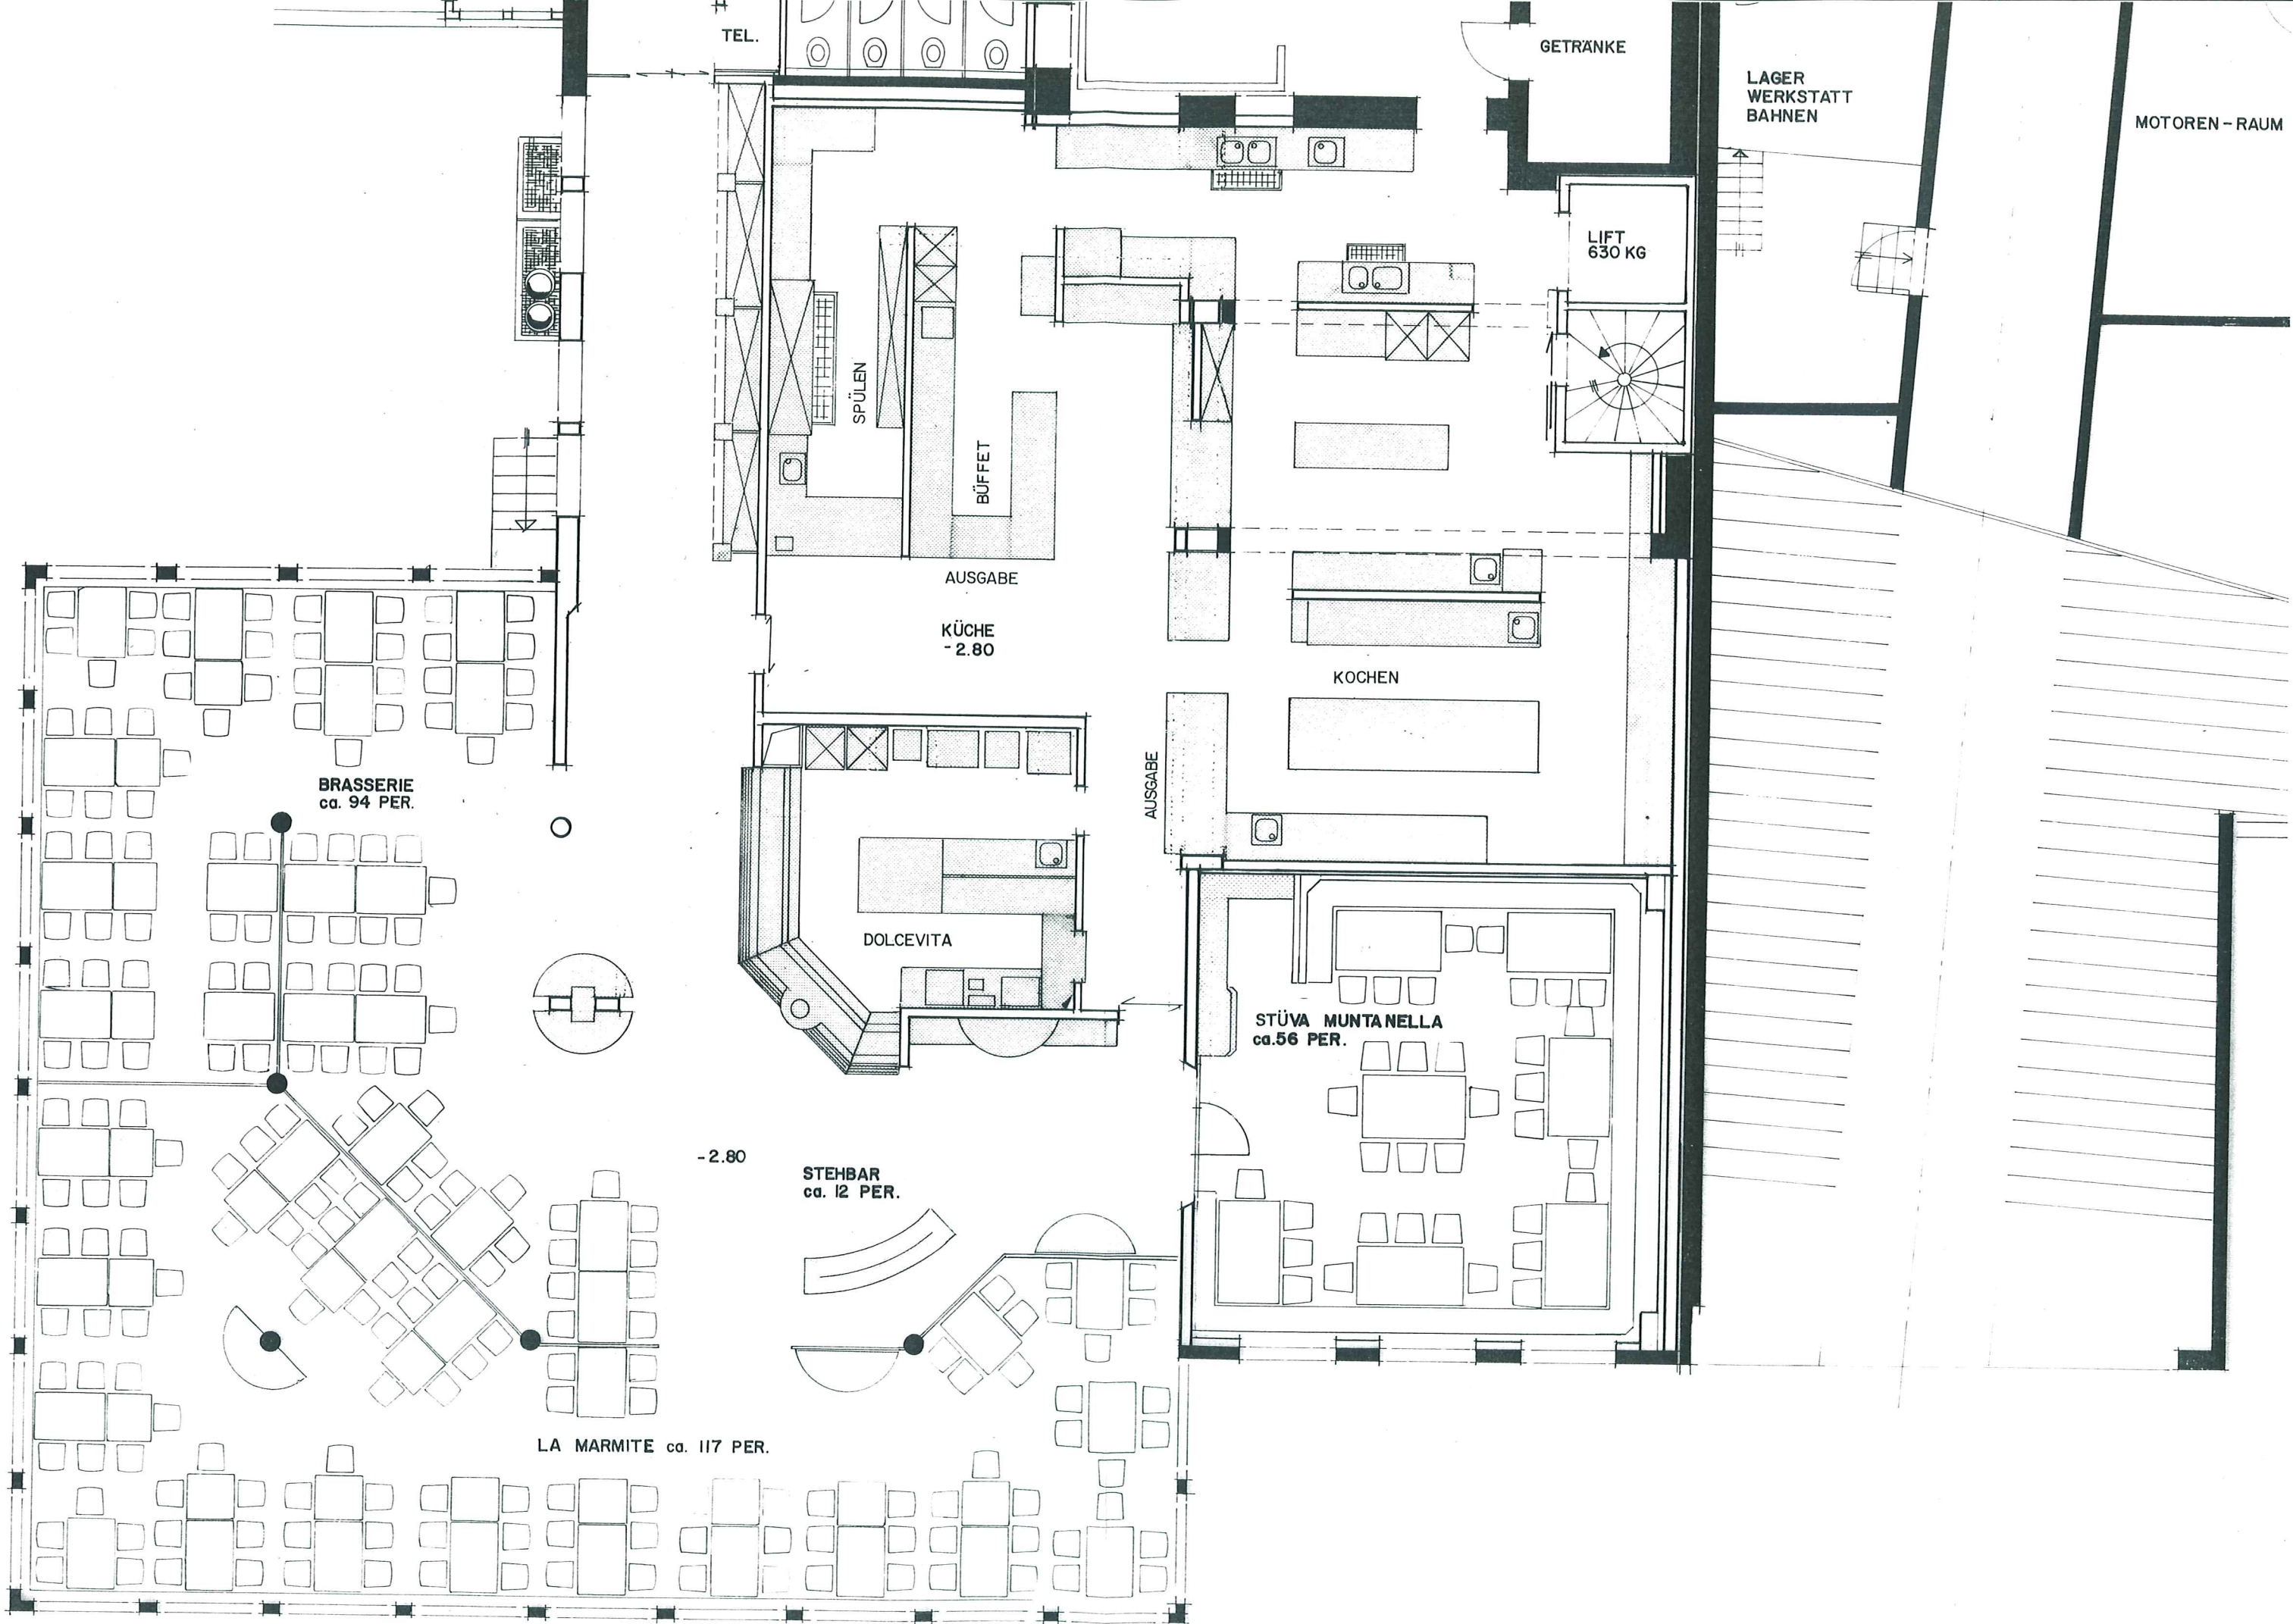 TEL.
GETRÄNKE
LAGER
WERKSTATT
BAHNEN
MOTOREN-RAUM
LIFT
630 KG
SPÜLEN
BÜFFET
AUSGABE
KÜCHE
-2.80
KOCHEN
AUSGABE
BRASSERIE
ca. 94 PER.
DOLCEVITA
STÜVA MUNTANELLA
ca.56 PER.
-2.80
STEHBAR
ca. 12 PER.
LA MARMITE ca. 117 PER.